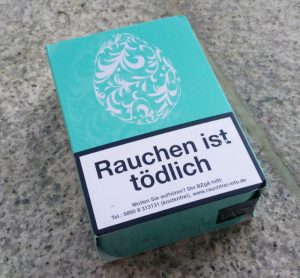 Rauchen ist
tödlich
Wollen Sie aufhören? Die BZgA hilft:
Tel.: 0800 8 313131 (kostenfrei), www.rauchfrei-info.de